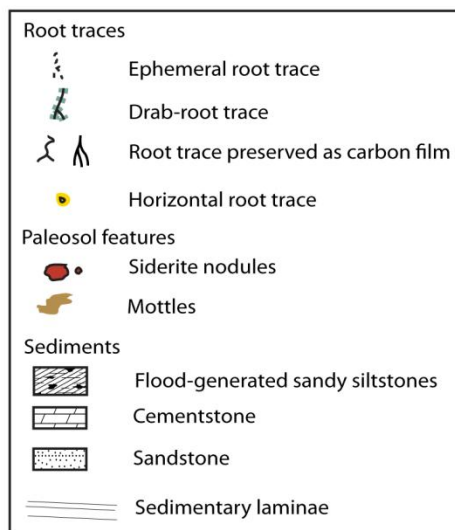 Root traces
Ephemeral root trace
Drab-root trace
Root trace preserved as carbon film
Horizontal root trace
Paleosol features
Siderite nodules
Mottles
Sediments
Flood-generated sandy siltstones
Cementstone
Sandstone
Sedimentary laminae